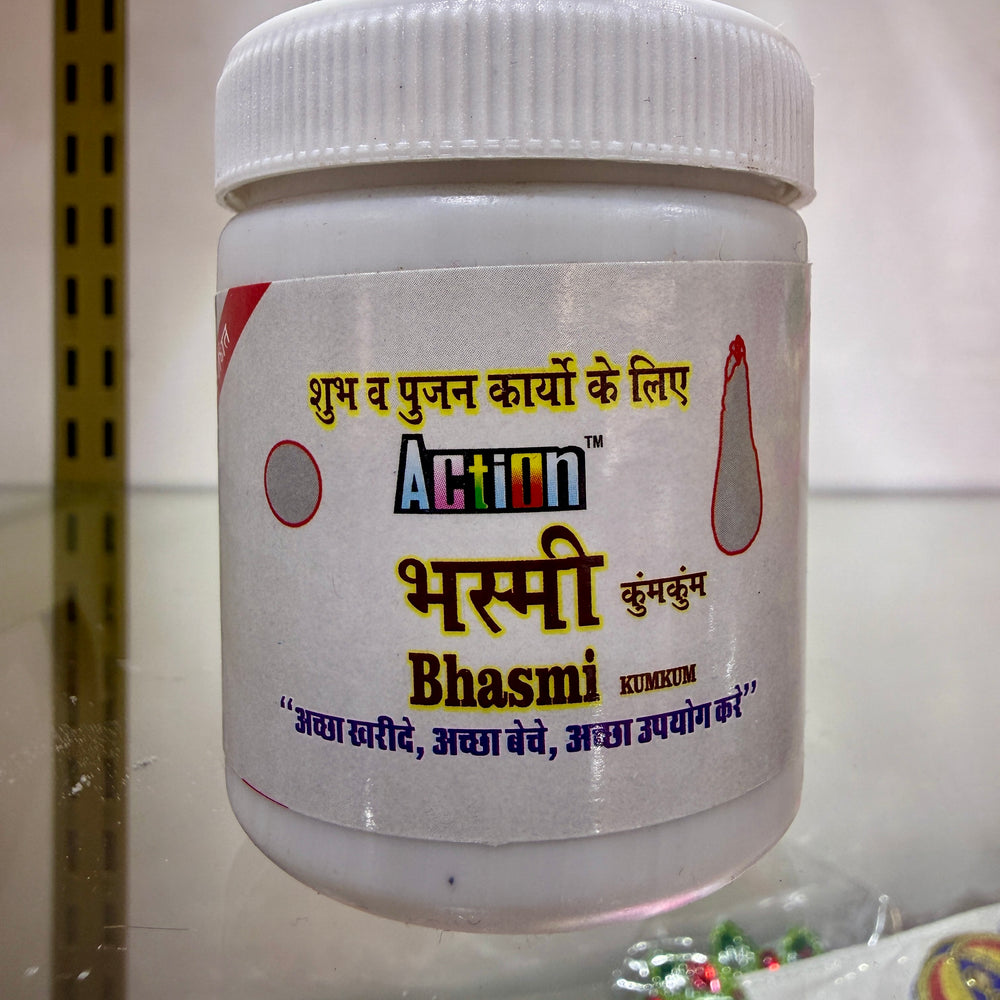 शुभ व पुजन कार्यो के लिए
Action™
भस्मी कुंमकुंम
Bhasmi KUMKUM
“अच्छा खरीदे, अच्छा बेचे, अच्छा उपयोग करे”